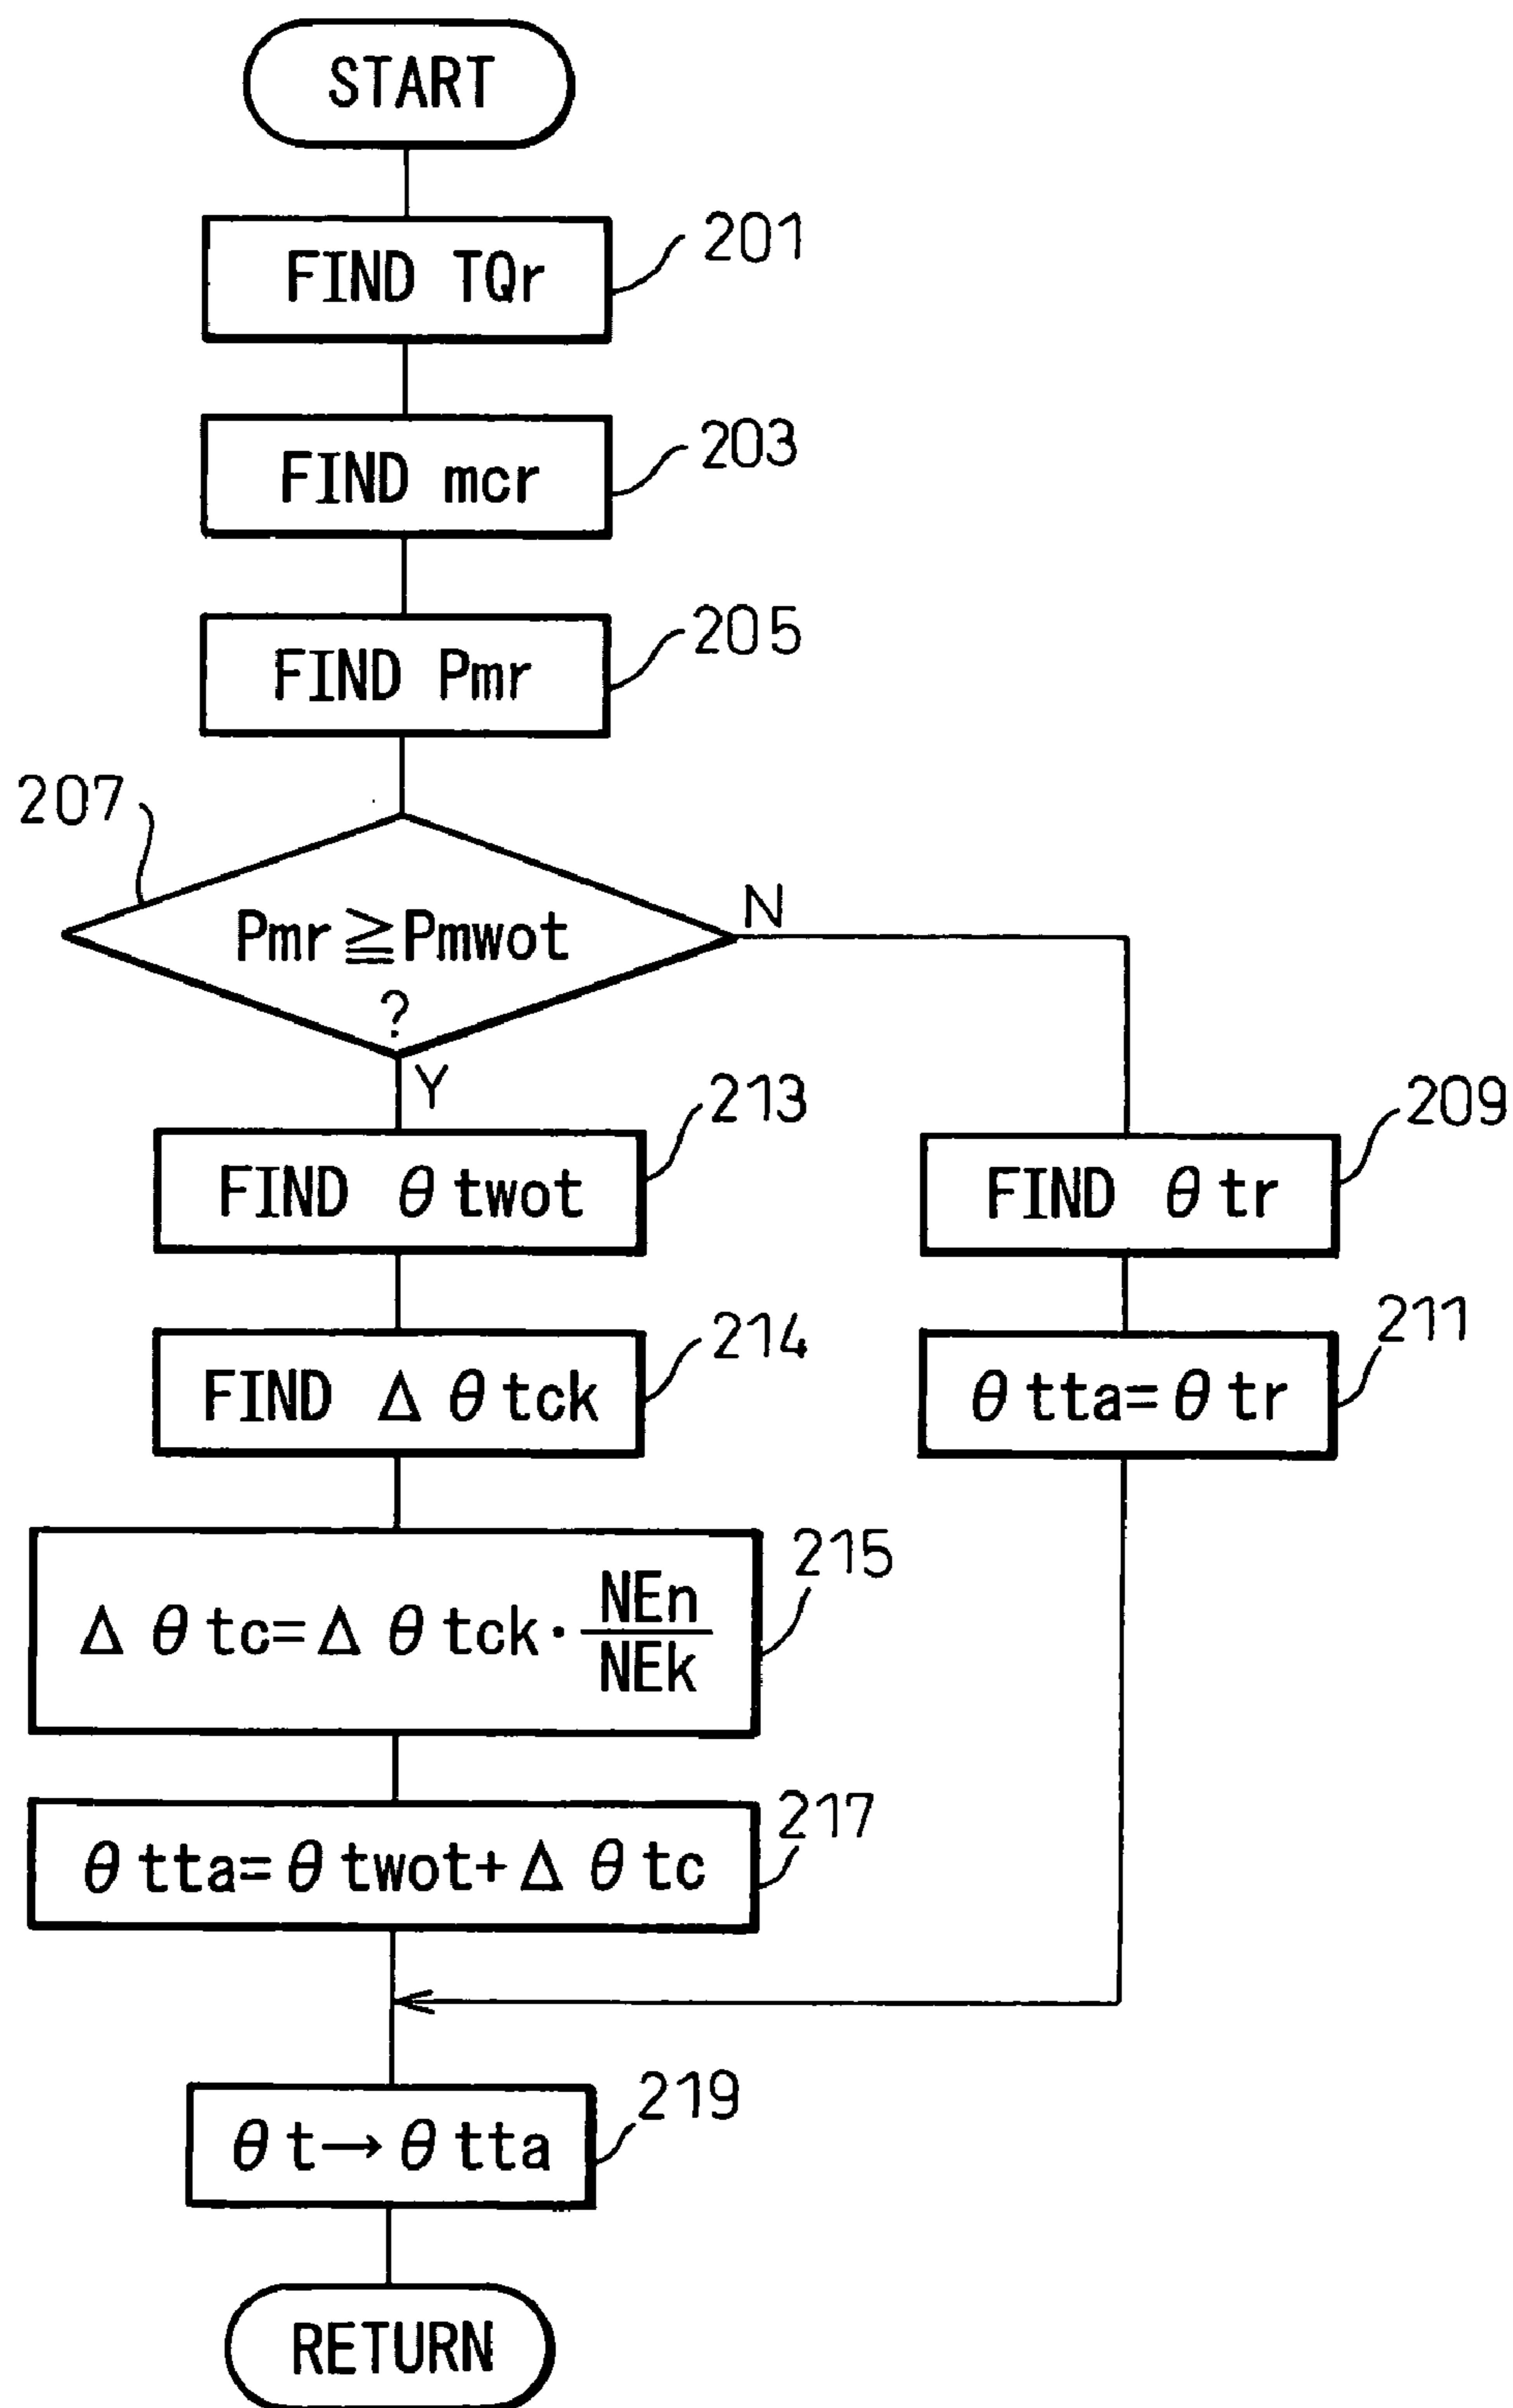 START
FIND TQr
201
FIND mcr
203
FIND Pmr
205
207
Pmr≧Pmwot
?
N
Y
FIND θtwot
213
FIND θtr
209
FIND Δθtck
214
θtta=θtr
211
Δθtc=Δθtck·NEn/NEk
215
θtta=θtwot+Δθtc
217
θt→θtta
219
RETURN